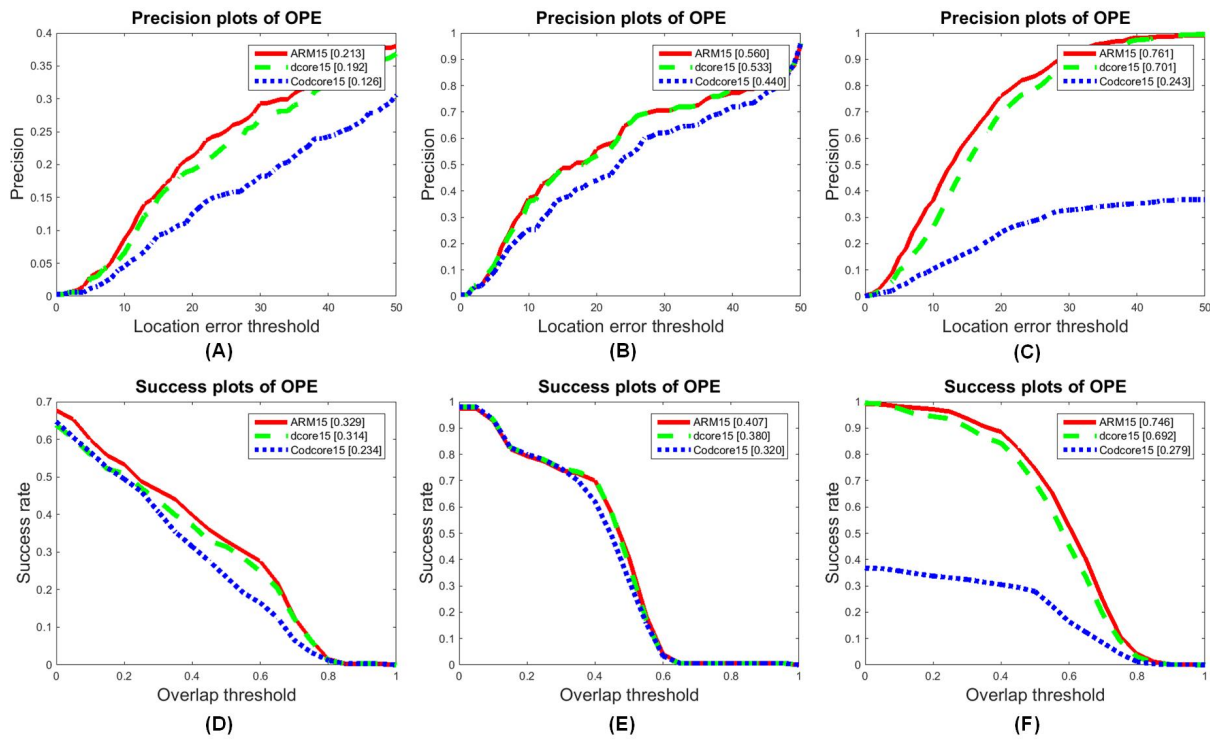 Precision plots of OPE
ARM15 [0.213]
dcore15 [0.192]
Codcore15 [0.126]
Precision
0.4
0.35
0.3
0.25
0.2
0.15
0.1
0.05
0
0 10 20 30 40 50
Location error threshold
(A)
Precision plots of OPE
ARM15 [0.560]
dcore15 [0.533]
Codcore15 [0.440]
Precision
1
0.9
0.8
0.7
0.6
0.5
0.4
0.3
0.2
0.1
0
0 10 20 30 40 50
Location error threshold
(B)
Precision plots of OPE
ARM15 [0.761]
dcore15 [0.701]
Codcore15 [0.243]
Precision
1
0.9
0.8
0.7
0.6
0.5
0.4
0.3
0.2
0.1
0
0 10 20 30 40 50
Location error threshold
(C)
Success plots of OPE
ARM15 [0.329]
dcore15 [0.314]
Codcore15 [0.234]
Success rate
0.7
0.6
0.5
0.4
0.3
0.2
0.1
0
0 0.2 0.4 0.6 0.8 1
Overlap threshold
(D)
Success plots of OPE
ARM15 [0.407]
dcore15 [0.380]
Codcore15 [0.320]
Success rate
1
0.9
0.8
0.7
0.6
0.5
0.4
0.3
0.2
0.1
0
0 0.2 0.4 0.6 0.8 1
Overlap threshold
(E)
Success plots of OPE
ARM15 [0.746]
dcore15 [0.692]
Codcore15 [0.279]
Success rate
1
0.9
0.8
0.7
0.6
0.5
0.4
0.3
0.2
0.1
0
0 0.2 0.4 0.6 0.8 1
Overlap threshold
(F)